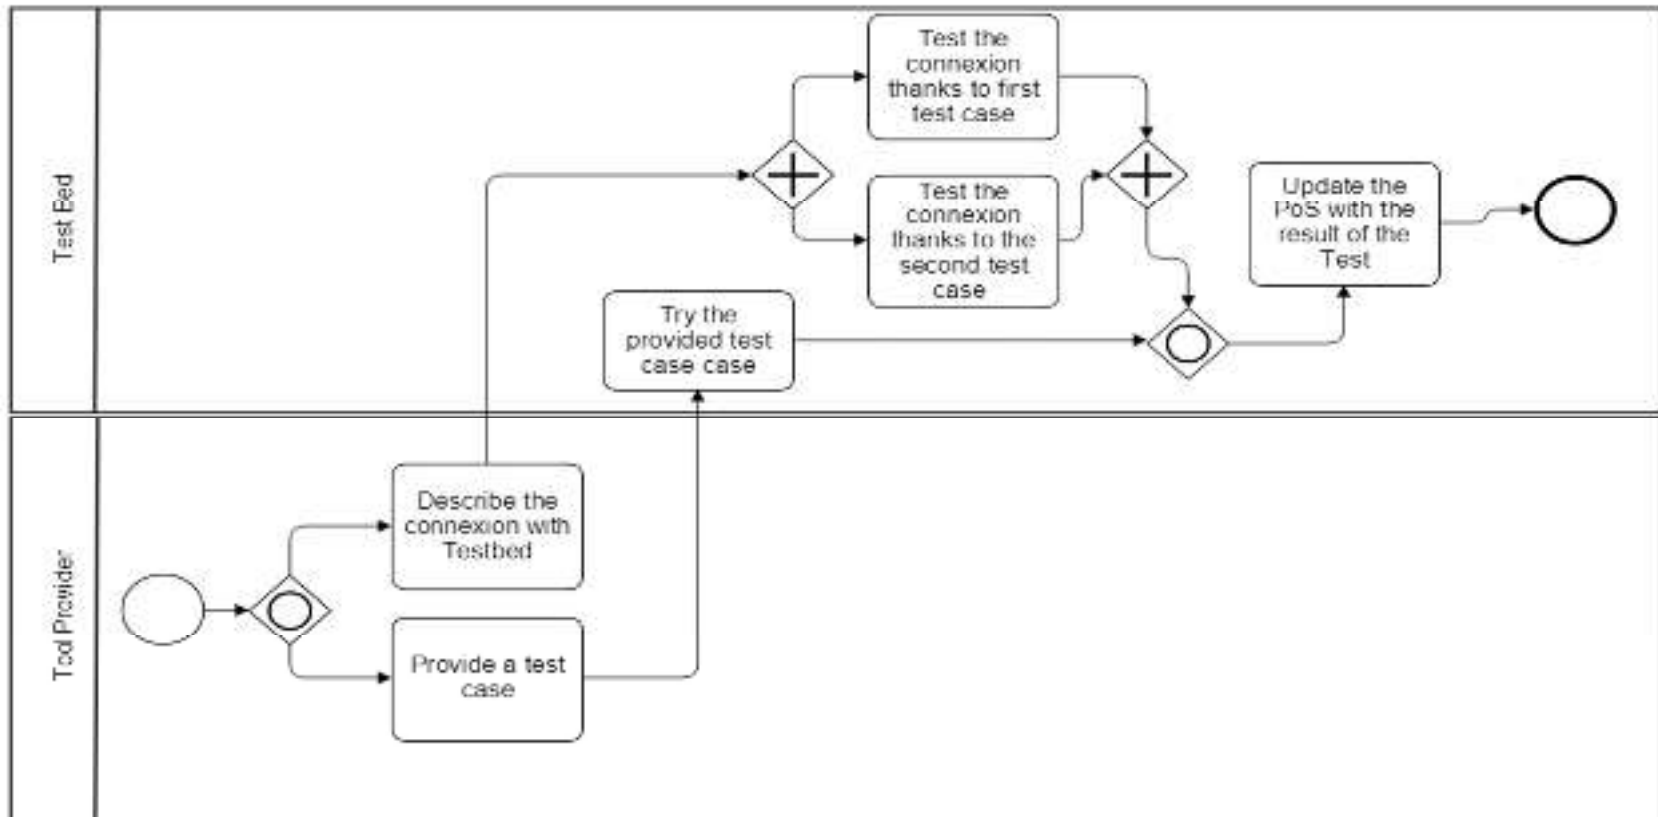 Test Bed
Test the
connexion
thanks to first
test case
Test the
connexion
thanks to the
second test
case
Update the
PoS with the
result of the
Test
Try the
provided test
case case
Tool Provider
Describe the
connexion with
Testbed
Provide a test
case